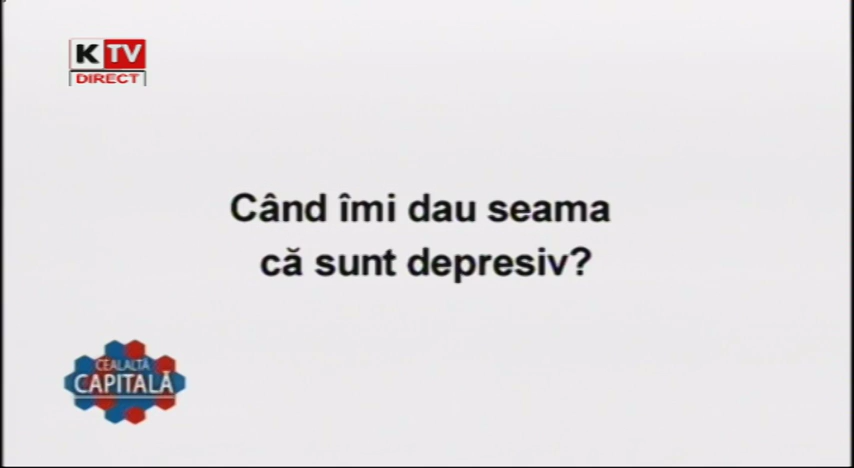 K TV
DIRECT
Când îmi dau seama
că sunt depresiv?
CEALALTĂ
CAPITALĂ